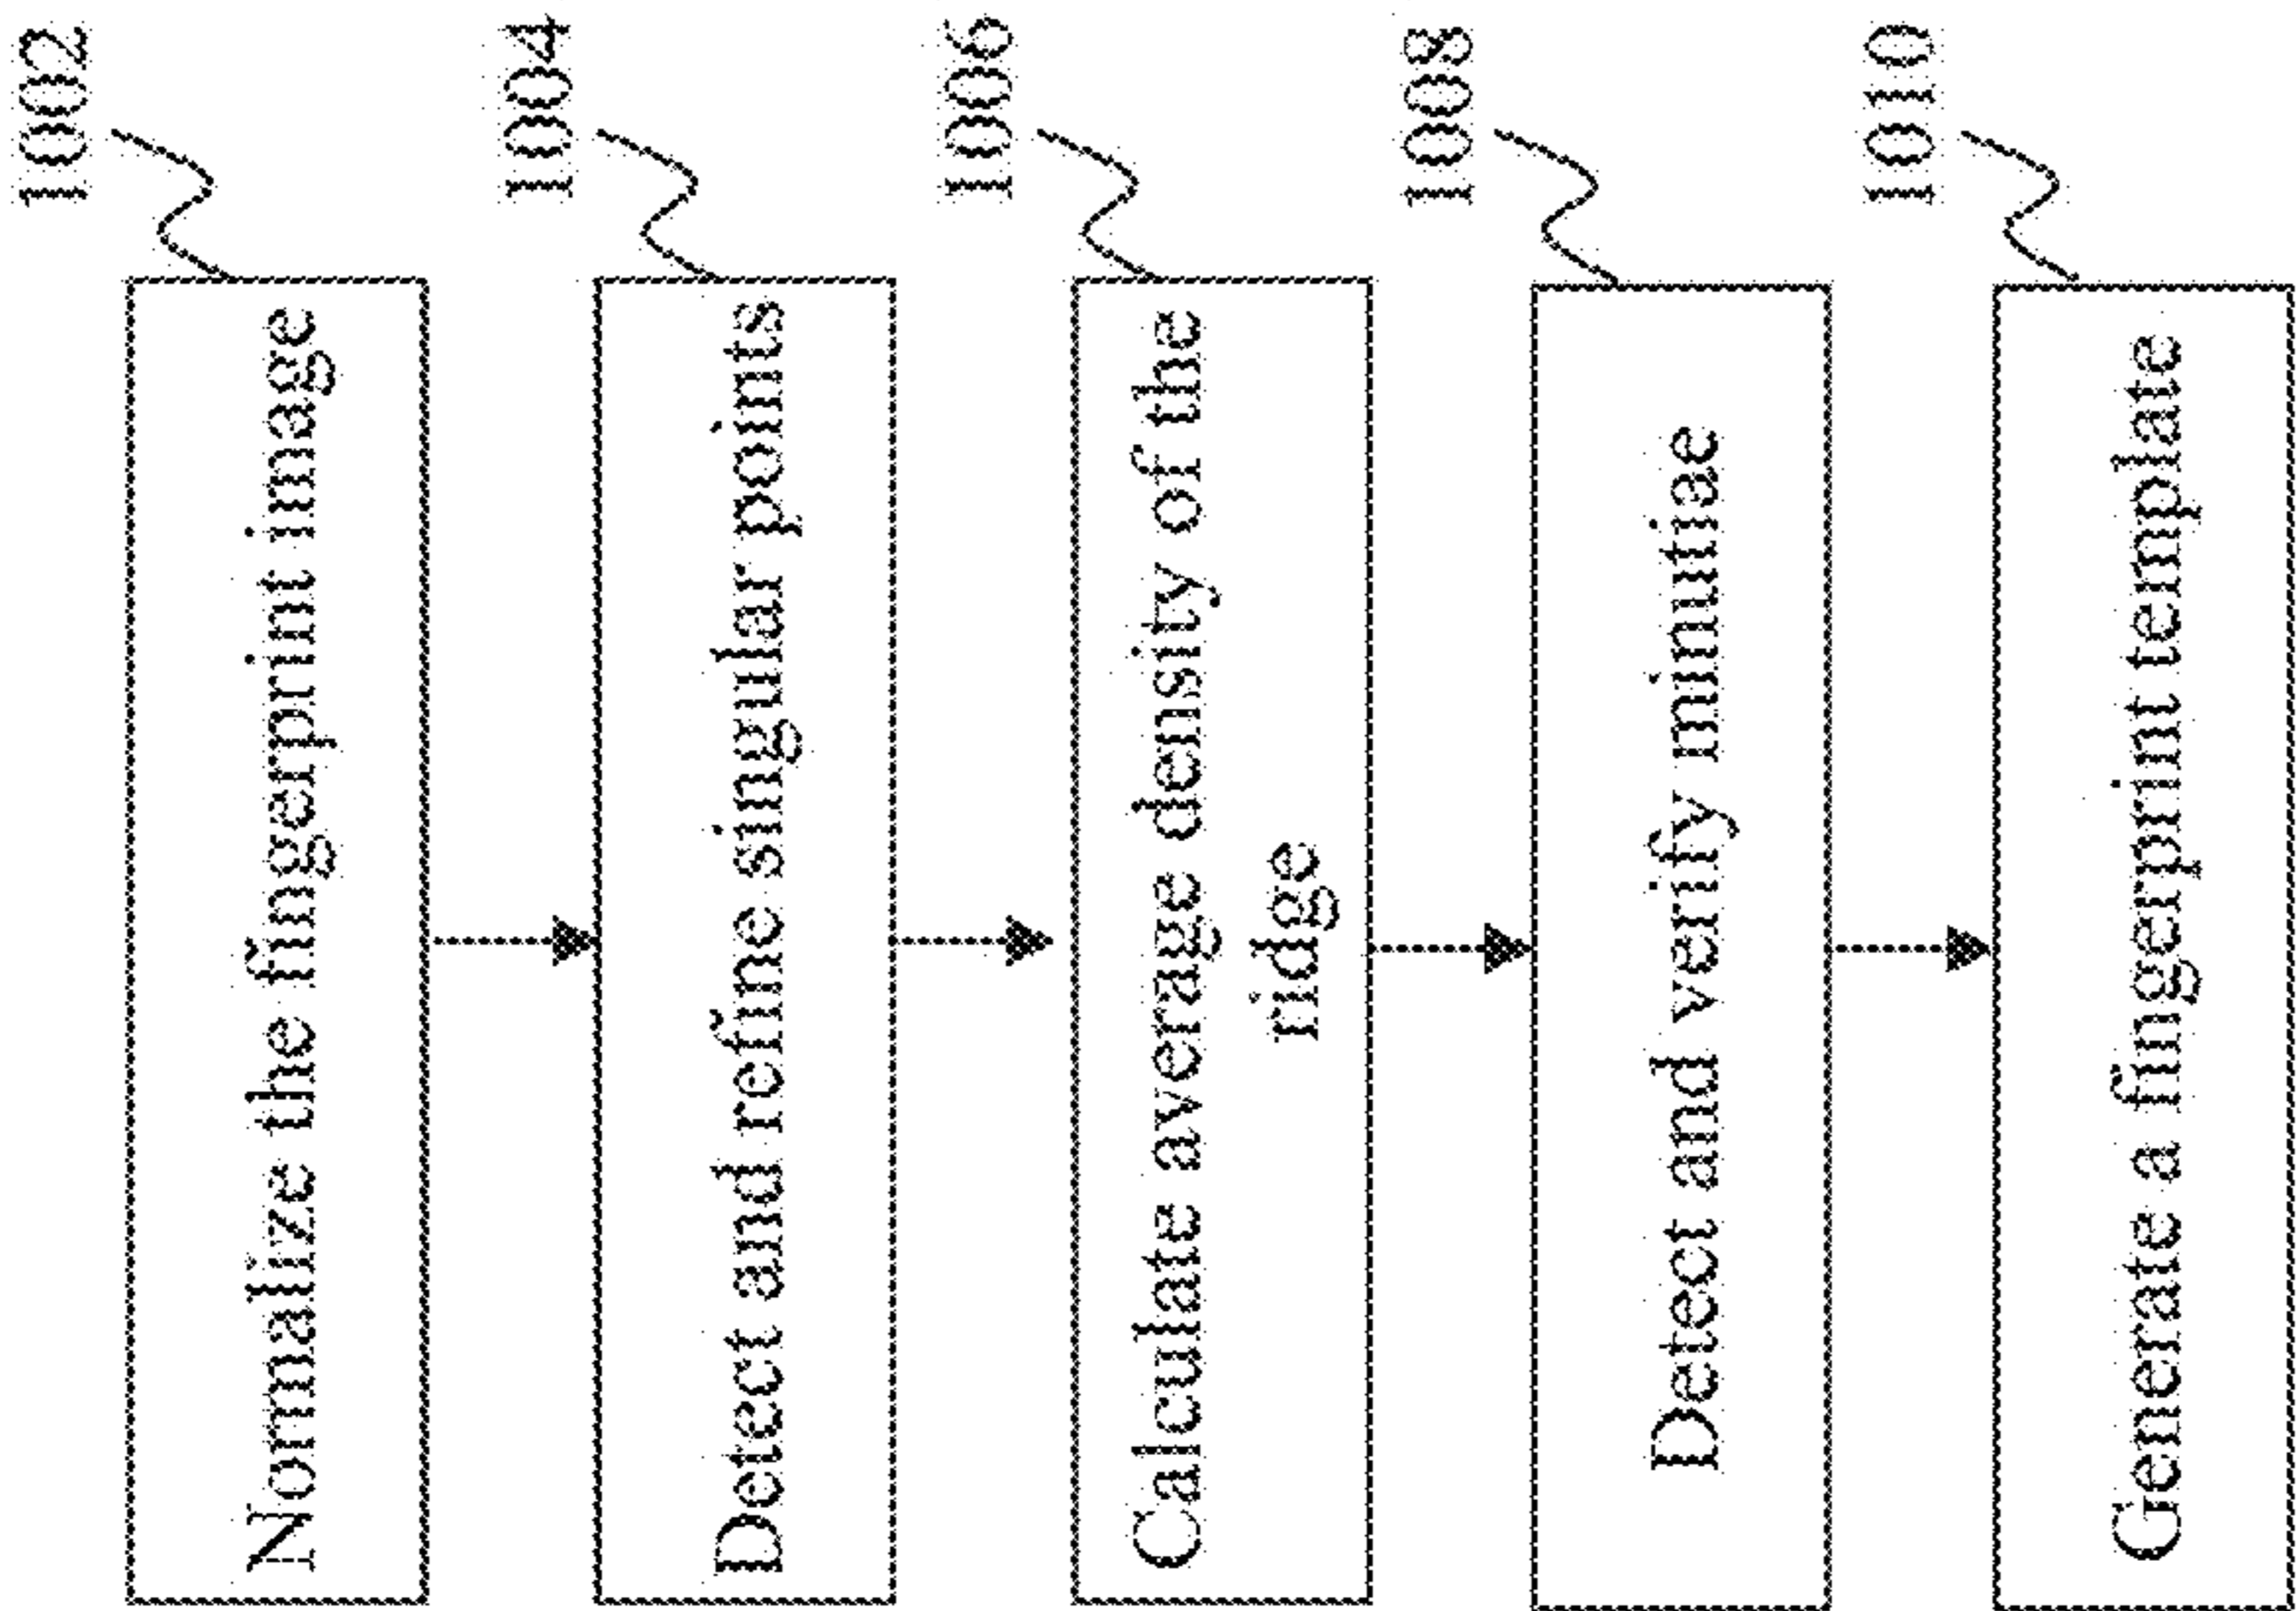 1002
Nomalize the fingerprint image
1004
Detect and refine singular points
1006
Calculate average density of the
ridge
1008
Detect and verify minutiae
1010
Generate a fingerprint template